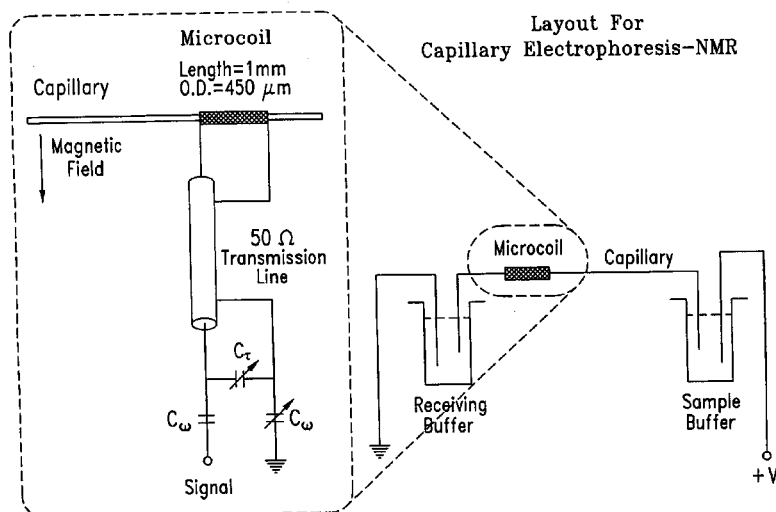 Layout For
Capillary Electrophoresis-NMR
Microcoil
Length=1mm
O.D.=450 μm
Capillary
Magnetic
Field
50 Ω
Transmission
Line
Cτ
Cω
Cω
Signal
Microcoil
Capillary
Receiving
Buffer
Sample
Buffer
+V